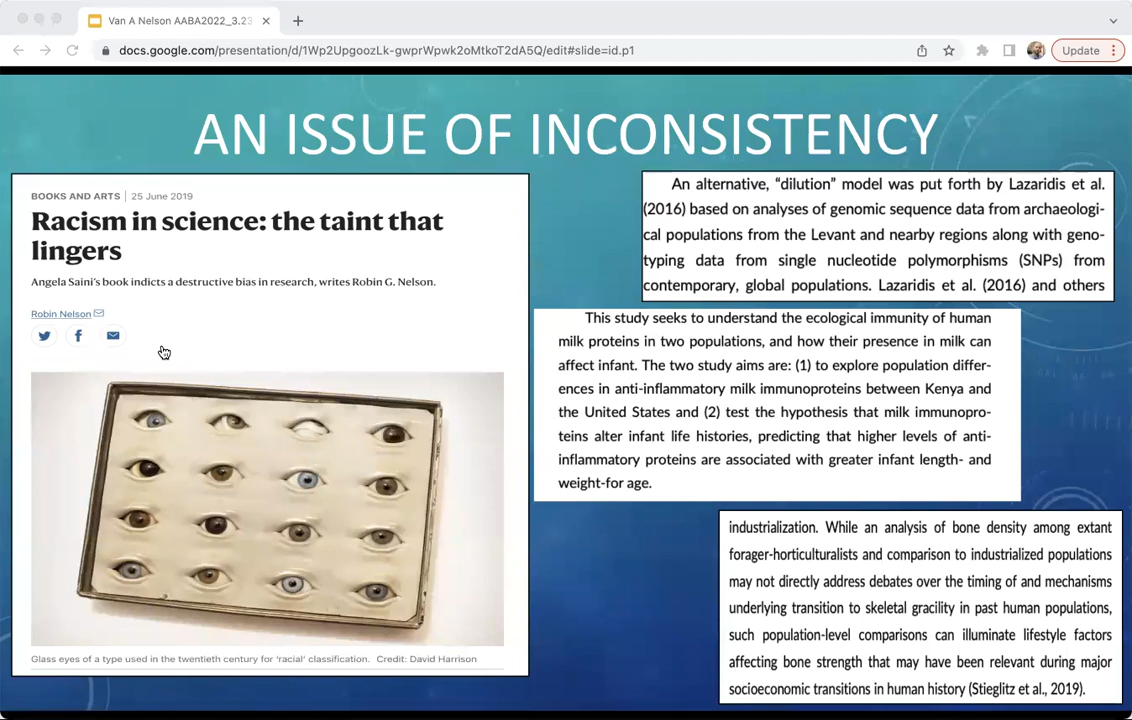 Van A Nelson AABA2022_3.23
docs.google.com/presentation/d/1Wp2UpgoozLk-gwprWpwk2oMtkoT2dA5Q/edit#slide=id.p1
Update
AN ISSUE OF INCONSISTENCY
BOOKS AND ARTS | 25 June 2019
Racism in science: the taint that
lingers
Angela Saini's book indicts a destructive bias in research, writes Robin G. Nelson.
Robin Nelson
Glass eyes of a type used in the twentieth century for 'racial' classification. Credit: David Harrison
An alternative, "dilution" model was put forth by Lazaridis et al.
(2016) based on analyses of genomic sequence data from archaeologi-
cal populations from the Levant and nearby regions along with geno-
typing data from single nucleotide polymorphisms (SNPs) from
contemporary, global populations. Lazaridis et al. (2016) and others
This study seeks to understand the ecological immunity of human
milk proteins in two populations, and how their presence in milk can
affect infant. The two study aims are: (1) to explore population differ-
ences in anti-inflammatory milk immunoproteins between Kenya and
the United States and (2) test the hypothesis that milk immunopro-
teins alter infant life histories, predicting that higher levels of anti-
inflammatory proteins are associated with greater infant length- and
weight-for age.
industrialization. While an analysis of bone density among extant
forager-horticulturalists and comparison to industrialized populations
may not directly address debates over the timing of and mechanisms
underlying transition to skeletal gracility in past human populations,
such population-level comparisons can illuminate lifestyle factors
affecting bone strength that may have been relevant during major
socioeconomic transitions in human history (Stieglitz et al., 2019).